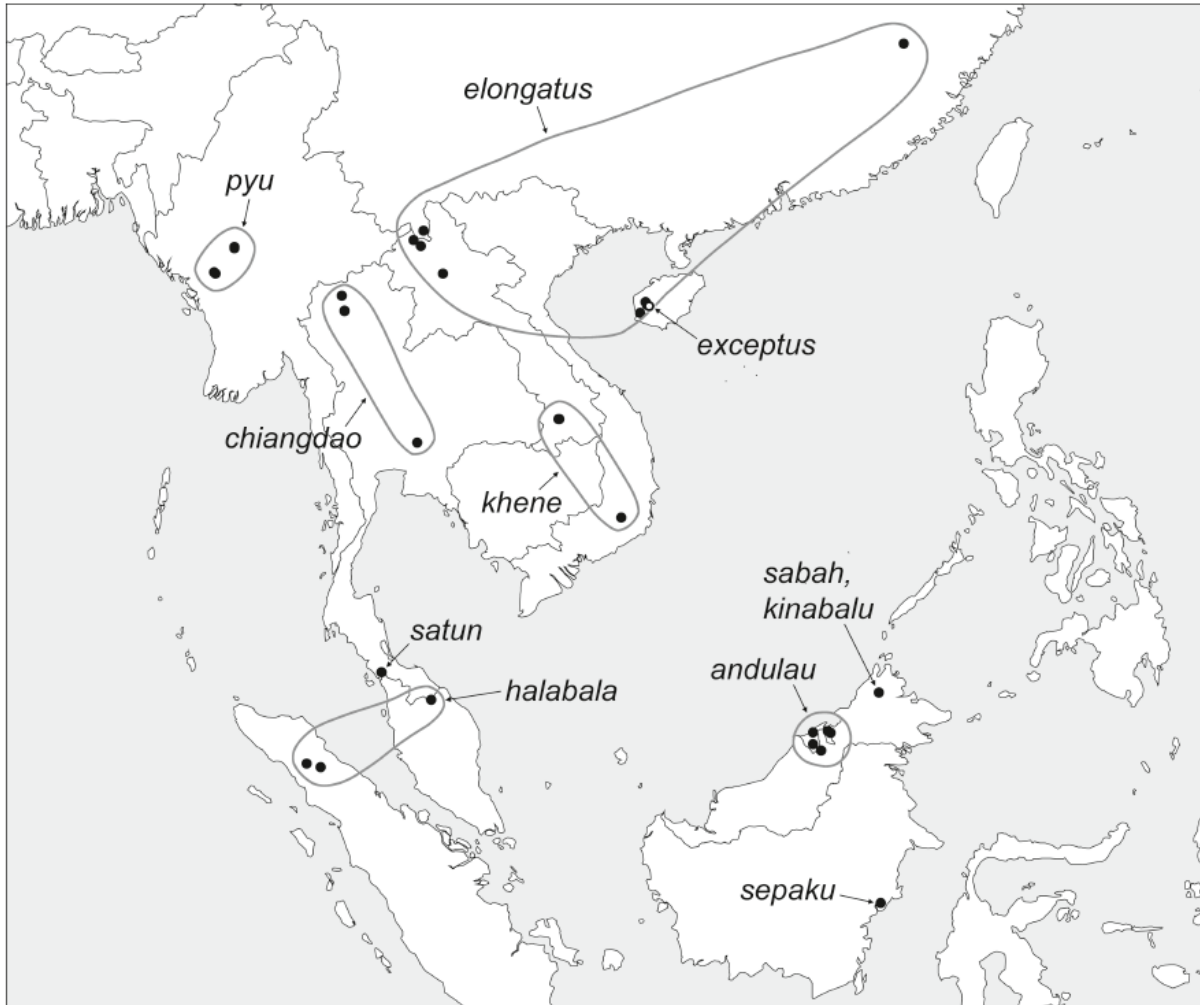 elongatus
pyu
exceptus
chiangdao
khene
sabah,
kinabalu
satun
andulau
halabala
sepaku